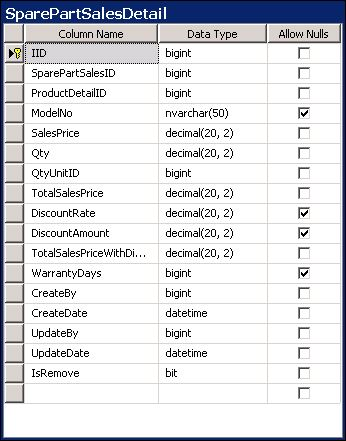 SparePartSalesDetail
Column Name Data Type Allow Nulls
IID bigint
SparePartSalesID bigint
ProductDetailID bigint
ModelNo nvarchar(50)
SalesPrice decimal(20, 2)
Qty decimal(20, 2)
QtyUnitID bigint
TotalSalesPrice decimal(20, 2)
DiscountRate decimal(20, 2)
DiscountAmount decimal(20, 2)
TotalSalesPriceWithDi... decimal(20, 2)
WarrantyDays bigint
CreateBy bigint
CreateDate datetime
UpdateBy bigint
UpdateDate datetime
IsRemove bit